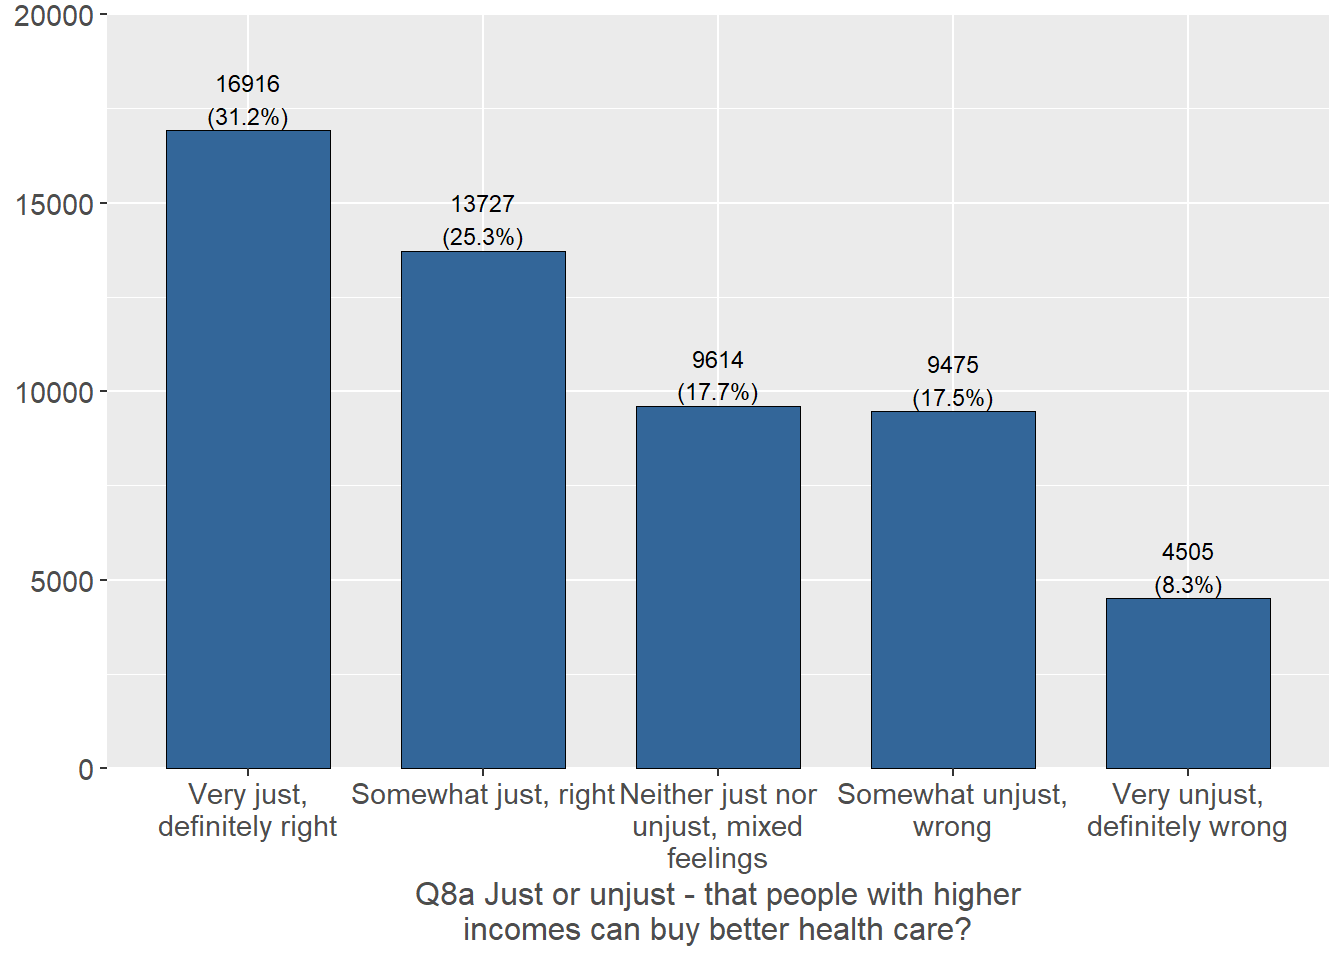 20000
15000
10000
5000
0
16916
(31.2%)
13727
(25.3%)
9614
(17.7%)
9475
(17.5%)
4505
(8.3%)
Very just,
definitely right
Somewhat just, right
Neither just nor
unjust, mixed
feelings
Somewhat unjust,
wrong
Very unjust,
definitely wrong
Q8a Just or unjust - that people with higher
incomes can buy better health care?